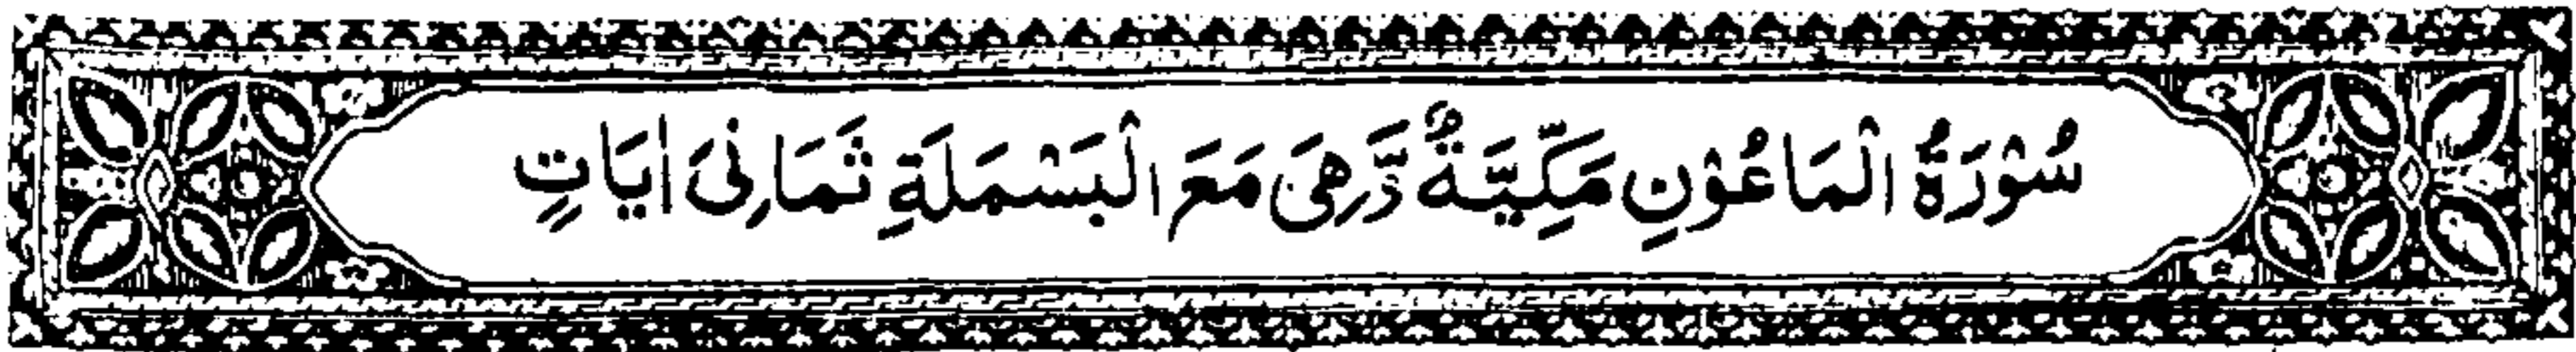 سُوْرَةُ الْمَاعُوْنِ مَكِّيَّةٌ وَّهِىَ مَعَ الْبَسْمَلَةِ ثَمَانِىَ اٰيَاتٍ